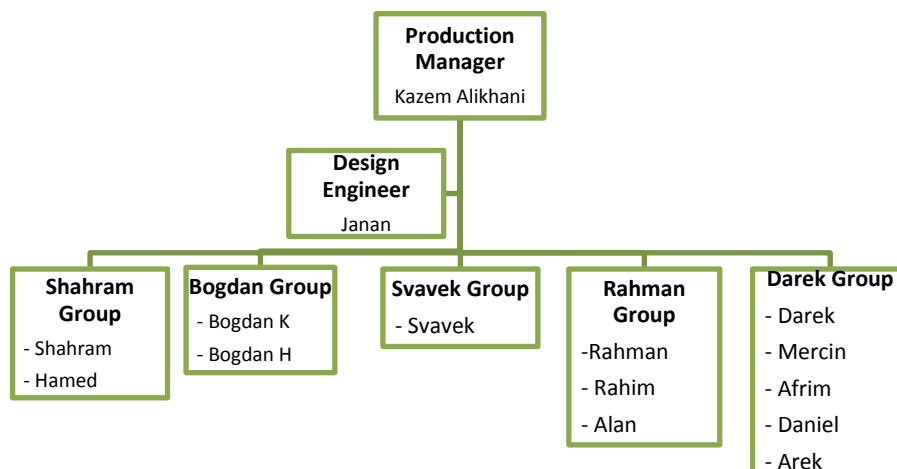 Production
Manager
Kazem Alikhani
Design
Engineer
Janan
Shahram
Group
- Shahram
- Hamed
Bogdan Group
- Bogdan K
- Bogdan H
Svavek Group
- Svavek
Rahman
Group
-Rahman
- Rahim
- Alan
Darek Group
- Darek
- Mercin
- Afrim
- Daniel
- Arek